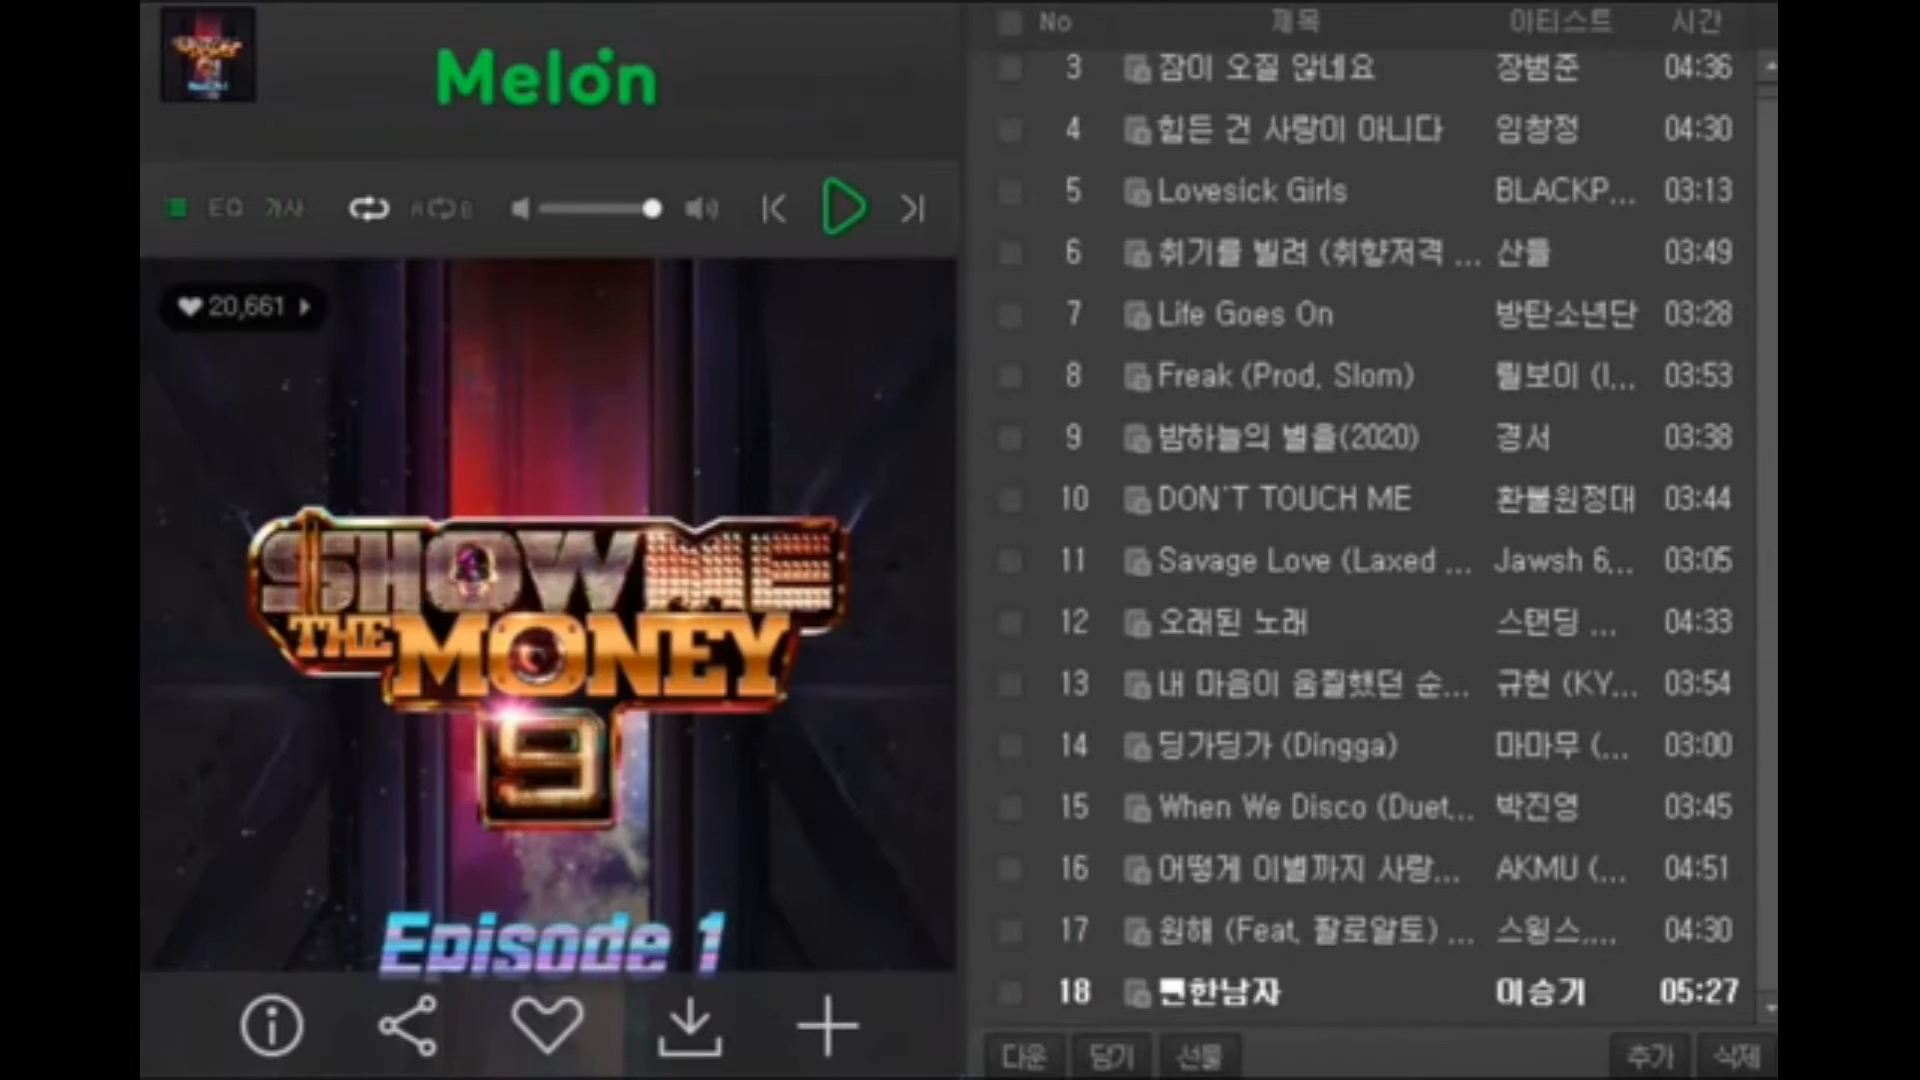 Melon
EQ 가사
A B
20,661
SHOW ME
THE MONEY
9
Episode 1
No 제목 아티스트 시간
3 잠이 오질 않네요 장범준 04:36
4 힘든 건 사랑이 아니다 임창정 04:30
5 Lovesick Girls BLACKP... 03:13
6 취기를 빌려 (취향저격 ... 산들 03:49
7 Life Goes On 방탄소년단 03:28
8 Freak (Prod. Slom) 릴보이 (l... 03:53
9 밤하늘의 별을(2020) 경서 03:38
10 DON'T TOUCH ME 환불원정대 03:44
11 Savage Love (Laxed ... Jawsh 6... 03:05
12 오래된 노래 스탠딩 ... 04:33
13 내 마음이 움찔했던 순... 규현 (KY... 03:54
14 딩가딩가 (Dingga) 마마무 (... 03:00
15 When We Disco (Duet... 박진영 03:45
16 어떻게 이별까지 사랑... AKMU (... 04:51
17 원해 (Feat. 팔로알토) ... 스윙스,... 04:30
18 뻔한남자 이승기 05:27
다운 담기 선물 추가 삭제